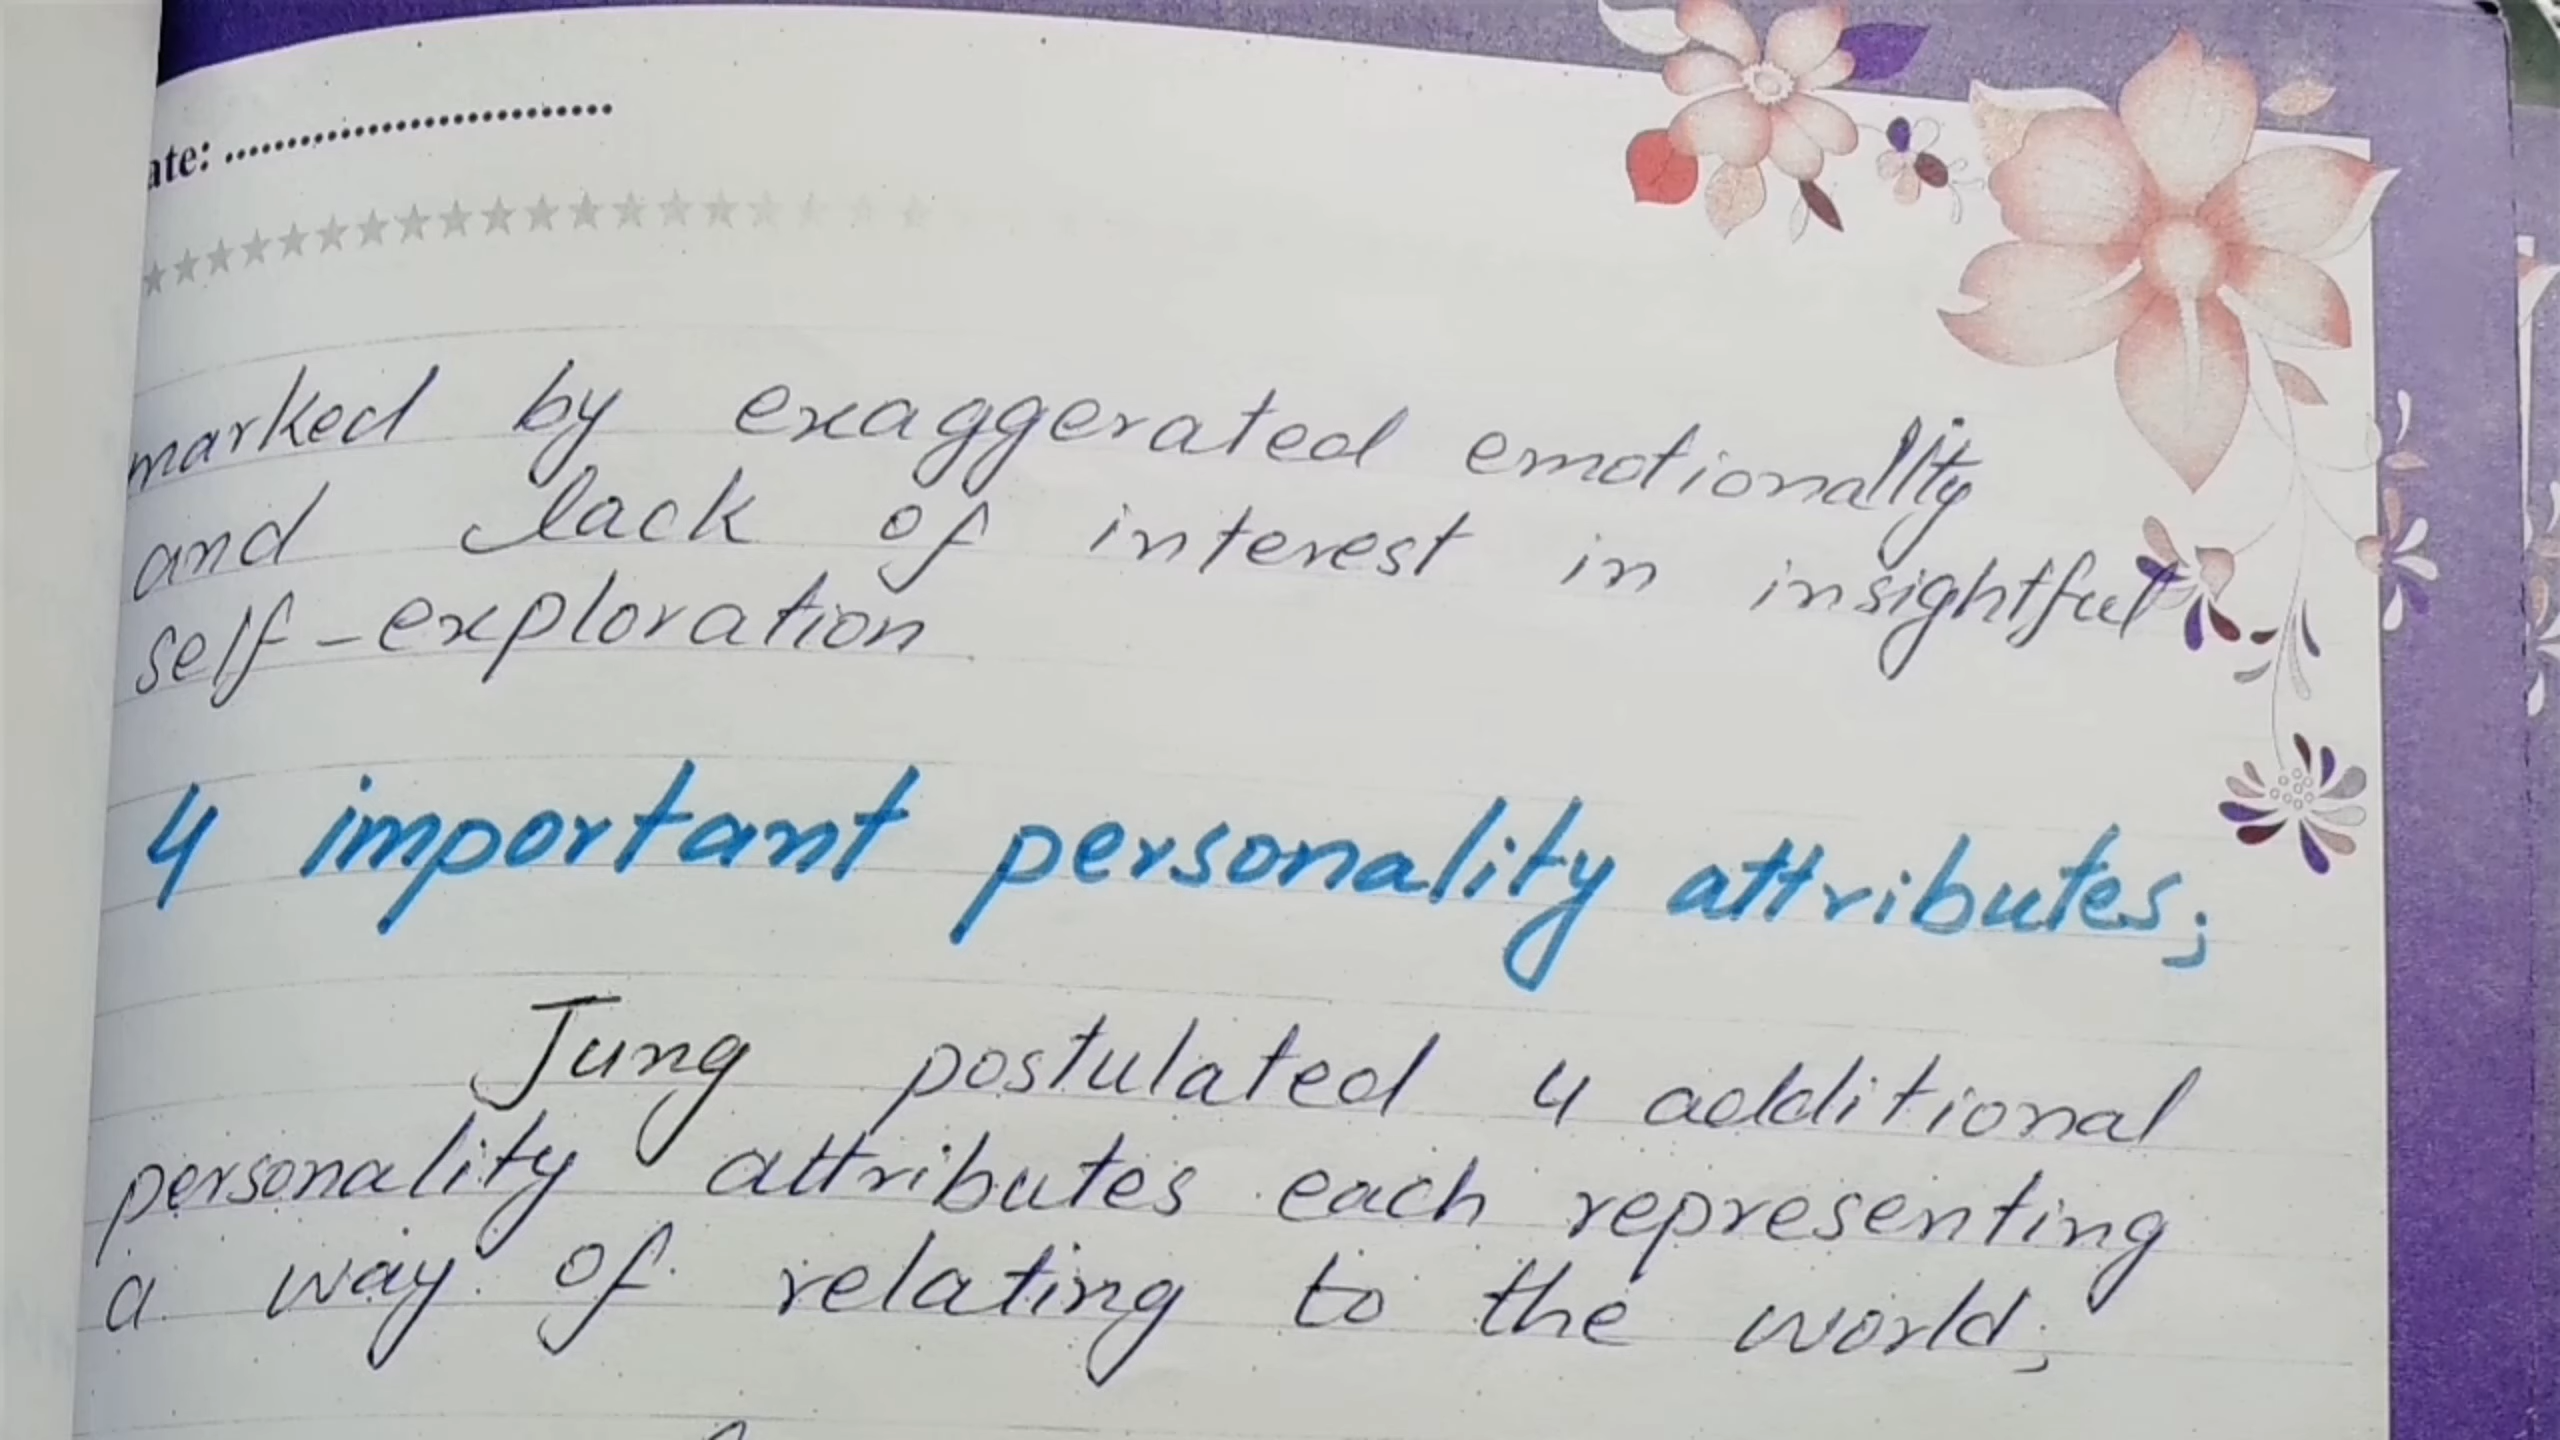 ate: ............................
marked by exaggerated emotionality
and lack of interest in insightful
self-exploration
4 important personality attributes;
Jung postulated 4 additional
personality attributes each representing
a way of relating to the world;